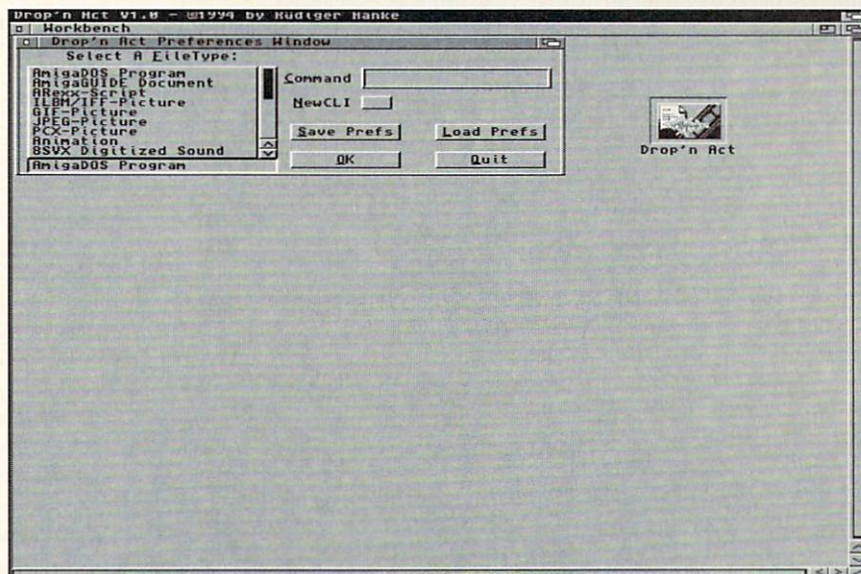 Drop'n Act V1.0 - ©1994 by Rüdiger Hanke
Workbench
Drop'n Act Preferences Window
Select A FileType:
AmigaDOS Program
AmigaGUIDE Document
ARexx-Script
ILBM/IFF-Picture
GIF-Picture
JPEG-Picture
PCX-Picture
Animation
8SVX Digitized Sound
AmigaDOS Program
Command
NewCLI
Save Prefs
Load Prefs
OK
Quit
Drop'n Act